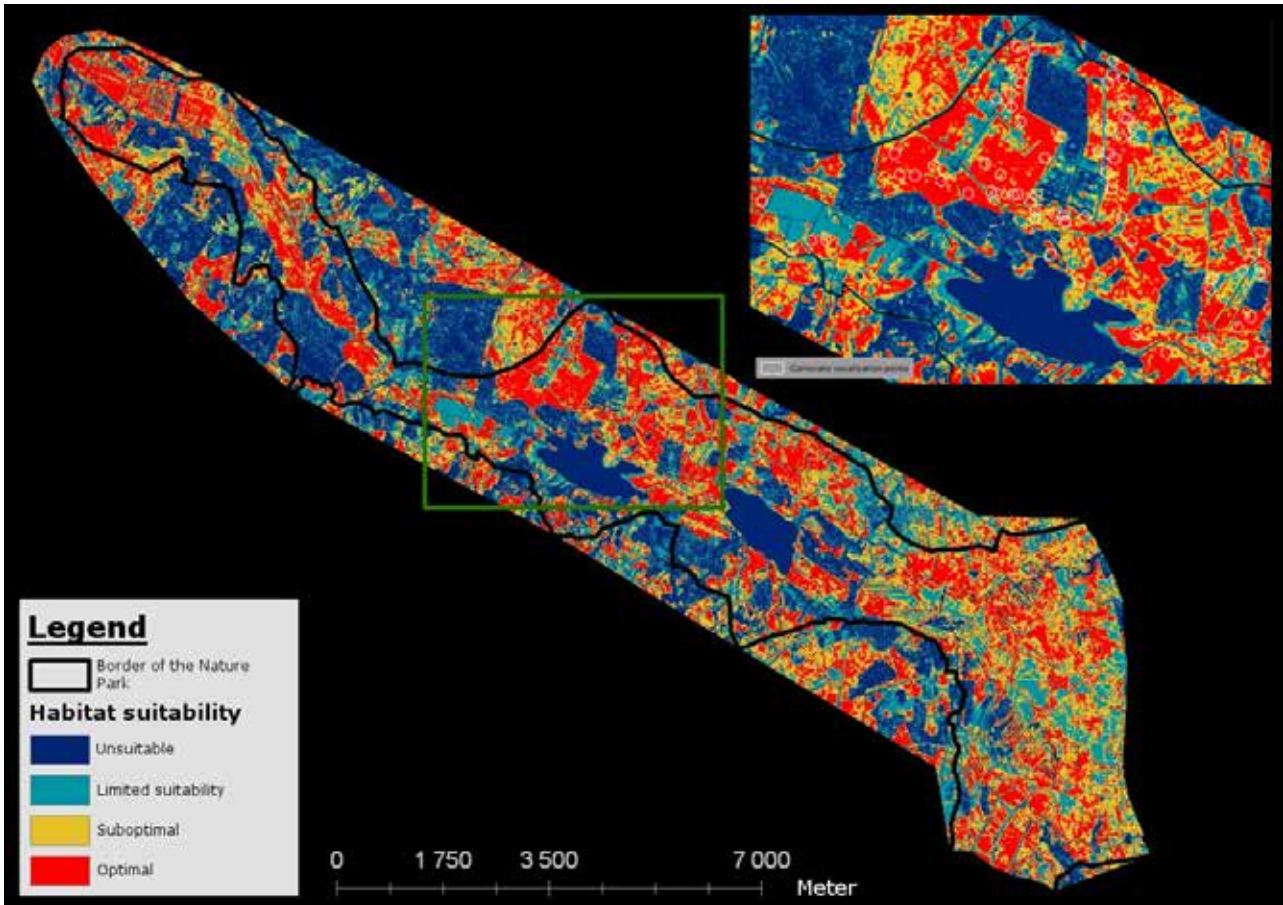 Legend
Border of the Nature
Park
Habitat suitability
Unsuitable
Limited suitability
Suboptimal
Optimal
0 1 750 3 500 7 000
Meter
points